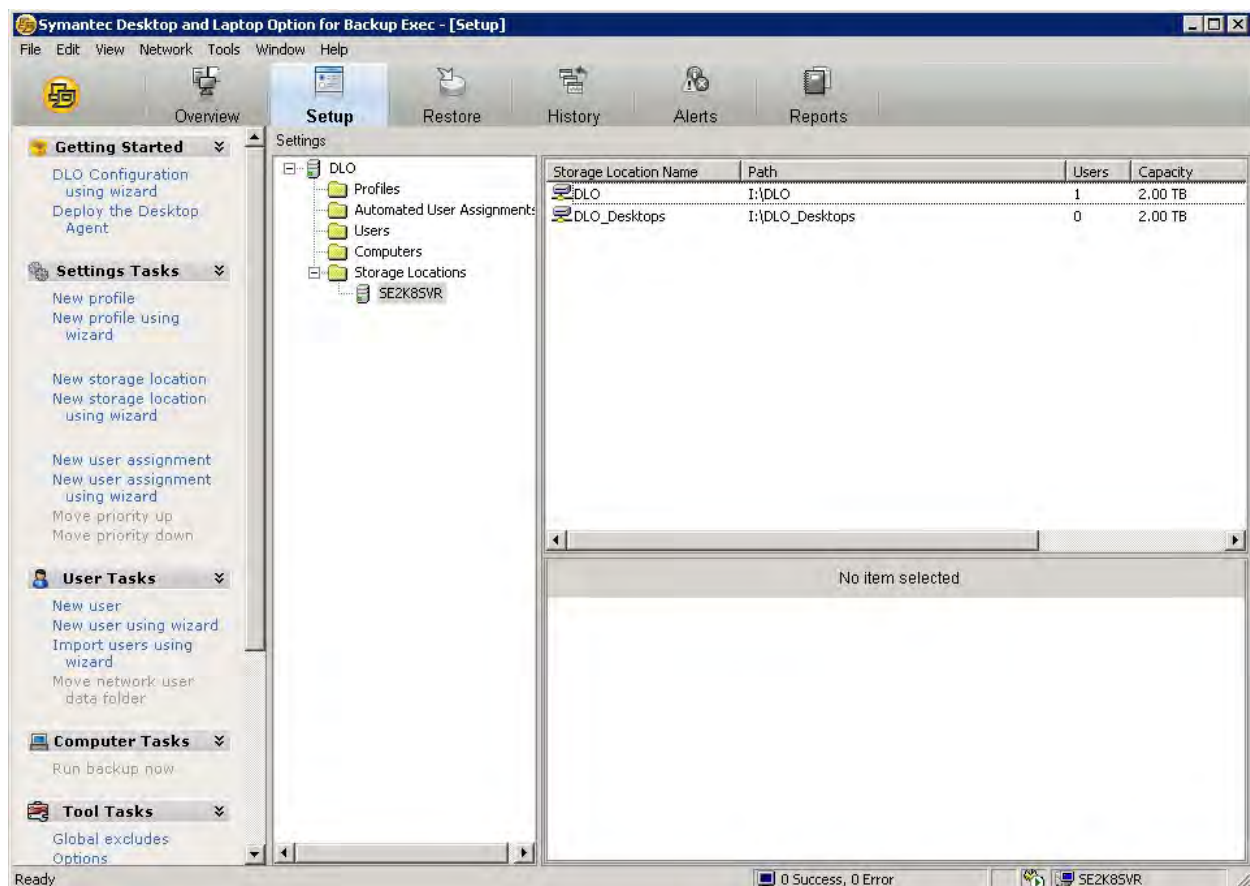 Symantec Desktop and Laptop Option for Backup Exec - [Setup]
File Edit View Network Tools Window Help
Overview Setup Restore History Alerts Reports
Getting Started
DLO Configuration
using wizard
Deploy the Desktop
Agent
Settings Tasks
New profile
New profile using
wizard
New storage location
New storage location
using wizard
New user assignment
New user assignment
using wizard
Move priority up
Move priority down
User Tasks
New user
New user using wizard
Import users using
wizard
Move network user
data folder
Computer Tasks
Run backup now
Tool Tasks
Global excludes
Options
Settings
DLO
Profiles
Automated User Assignments
Users
Computers
Storage Locations
SE2K8SVR
Storage Location Name Path Users Capacity
DLO I:\DLO 1 2.00 TB
DLO_Desktops I:\DLO_Desktops 0 2.00 TB
No item selected
Ready 0 Success, 0 Error SE2K8SVR